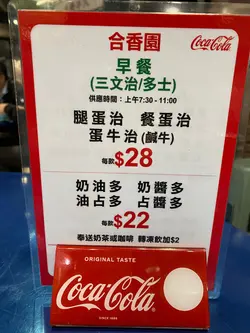 合香園
Coca-Cola
早餐
(三文治/多士)
供應時間：上午7:30 - 11:00
腿蛋治 餐蛋治
蛋牛治(鹹牛)
每款$28
奶油多 奶醬多
油占多 占醬多
每款$22
奉送奶茶或咖啡 轉凍飲加$2
ORIGINAL TASTE
Coca-Cola
SINCE 1886